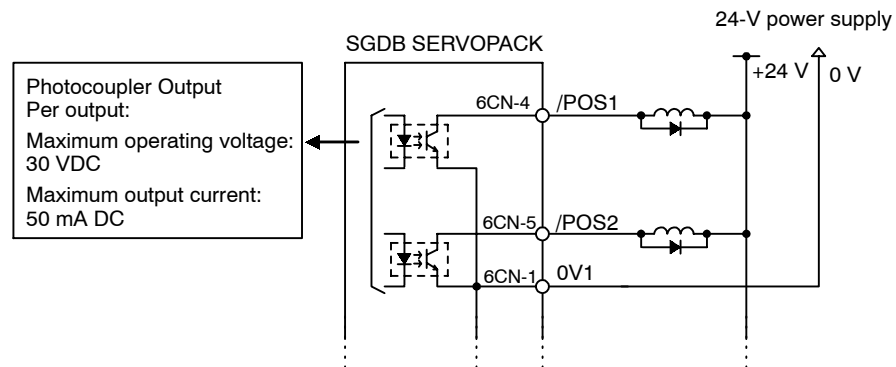 24-V power supply
SGDB SERVOPACK
+24 V
0 V
Photocoupler Output
Per output:
Maximum operating voltage:
30 VDC
Maximum output current:
50 mA DC
6CN-4
/POS1
6CN-5
/POS2
6CN-1
0V1